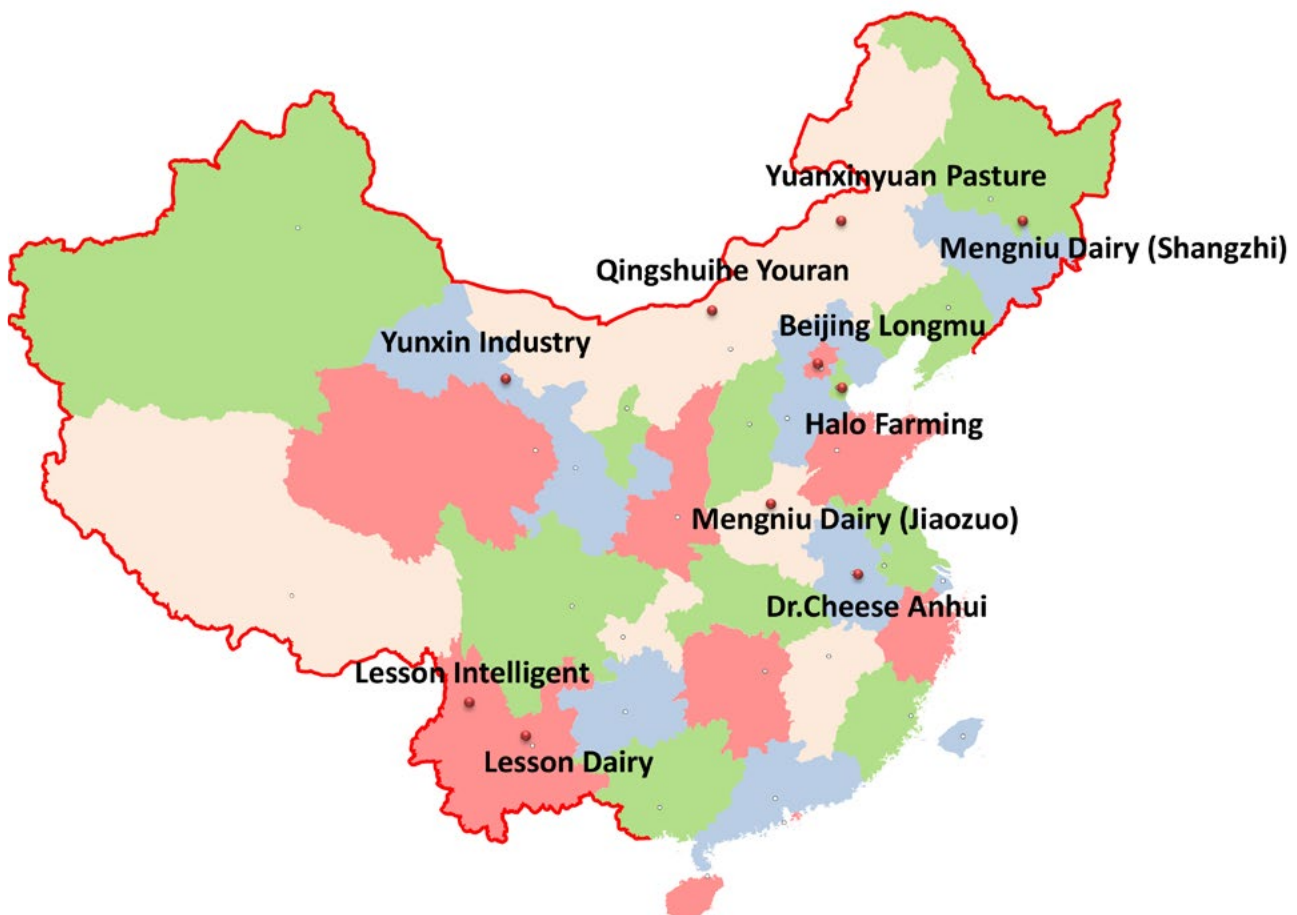 Yuanxinyuan Pasture
Mengniu Dairy (Shangzhi)
Qingshuihe Youran
Beijing Longmu
Yunxin Industry
Halo Farming
Mengniu Dairy (Jiaozuo)
Dr.Cheese Anhui
Lesson Intelligent
Lesson Dairy